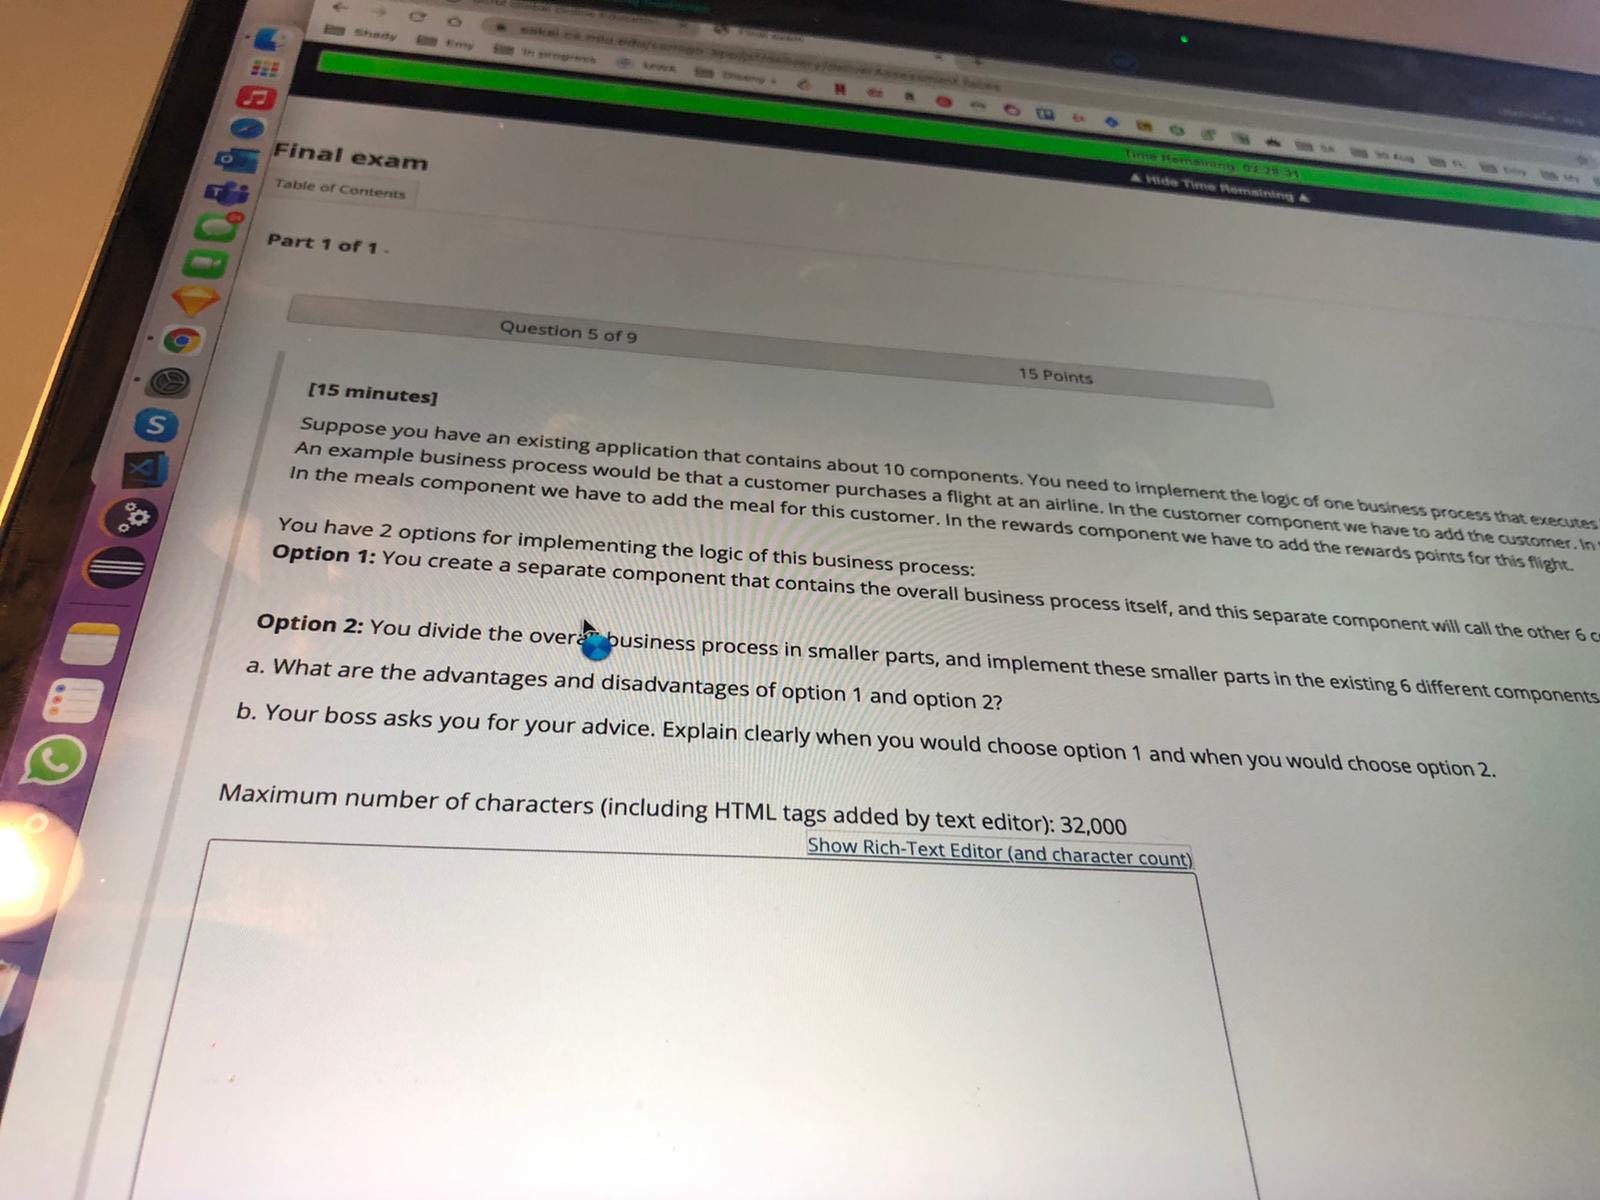 Shady
Emy
In progress
Time Remaining: 02:28:31
▲ Hide Time Remaining ▲
Final exam
Table of Contents
Part 1 of 1 -
Question 5 of 9
15 Points
[15 minutes]
Suppose you have an existing application that contains about 10 components. You need to implement the logic of one business process that executes
An example business process would be that a customer purchases a flight at an airline. In the customer component we have to add the customer. In
In the meals component we have to add the meal for this customer. In the rewards component we have to add the rewards points for this flight.
You have 2 options for implementing the logic of this business process:
Option 1: You create a separate component that contains the overall business process itself, and this separate component will call the other 6 c
Option 2: You divide the overall business process in smaller parts, and implement these smaller parts in the existing 6 different components
a. What are the advantages and disadvantages of option 1 and option 2?
b. Your boss asks you for your advice. Explain clearly when you would choose option 1 and when you would choose option 2.
Maximum number of characters (including HTML tags added by text editor): 32,000
Show Rich-Text Editor (and character count)